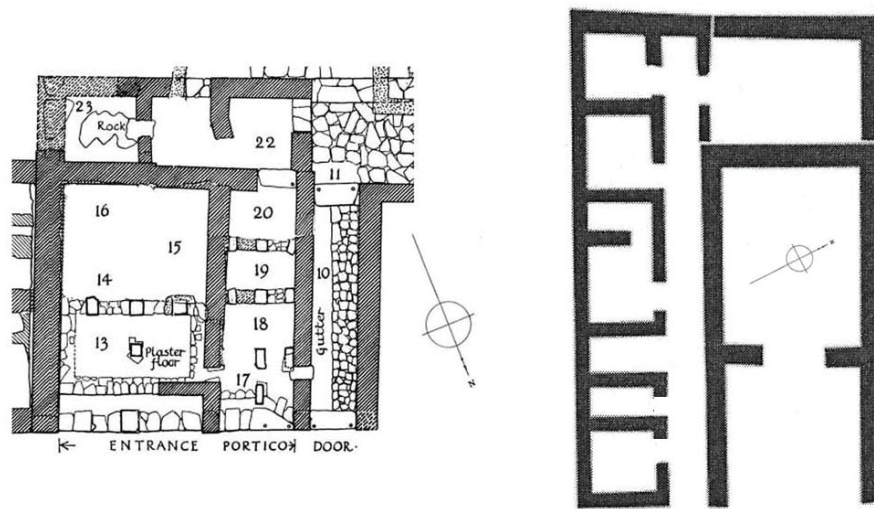 23
Rock
22
11
16
20
15
10
19
14
18
Gutter
13
Plaster
floor
17
N
ENTRANCE PORTICO DOOR.